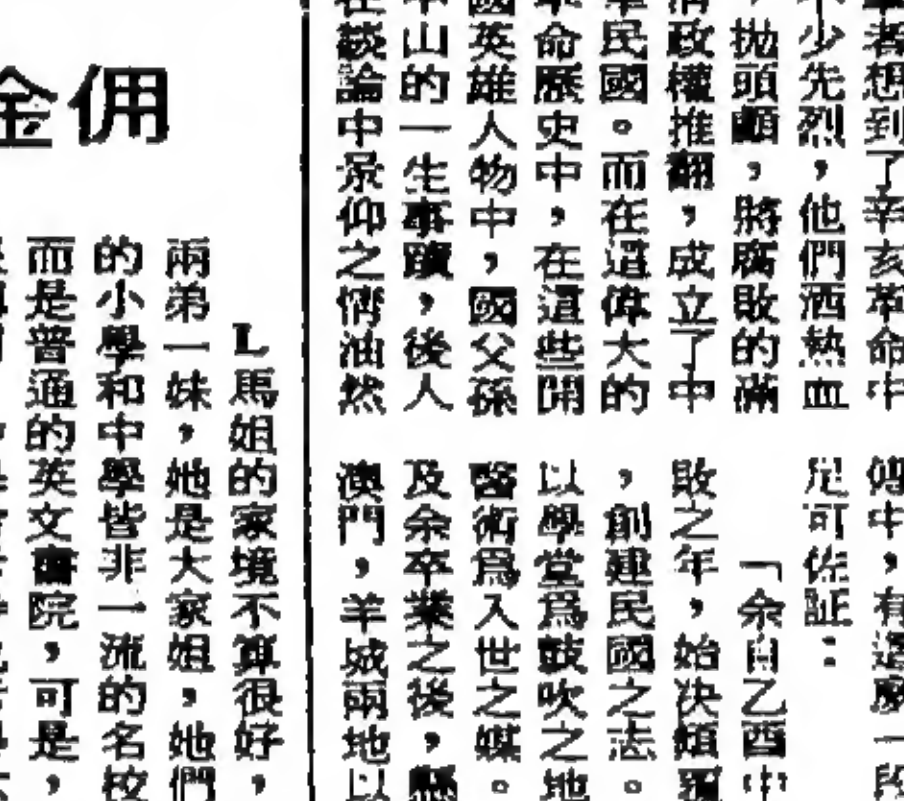 者想到了辛亥革命中
少先烈，他們洒熱血
，拋頭顱，將腐敗的滿
政權推翻，成立了中
民國。而在這偉大的
命歷史中，在這些開
國英雄人物中，國父孫
山的一生事蹟，後人
談論中景仰之情油然
中，有這麼一段
足可佐証：
「余自乙酉中
敗之年，始決傾覆
，創建民國之志。
以學堂爲鼓吹之地
醫術爲入世之媒。
及余卒業之後，懸
澳門，羊城兩地以
佣金
L馬姐的家境不算很好，
兩弟一妹，她是大家姐，她們
的小學和中學皆非一流的名校
而是普通的英文書院，可是，